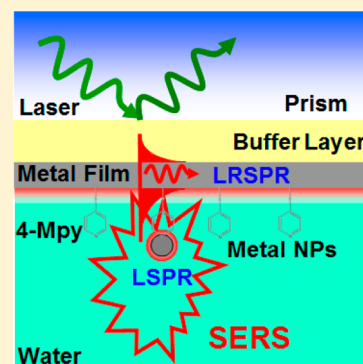 Laser Prism
Buffer Layer
Metal Film LRSPR
4-Mpy Metal NPs
LSPR
SERS
Water